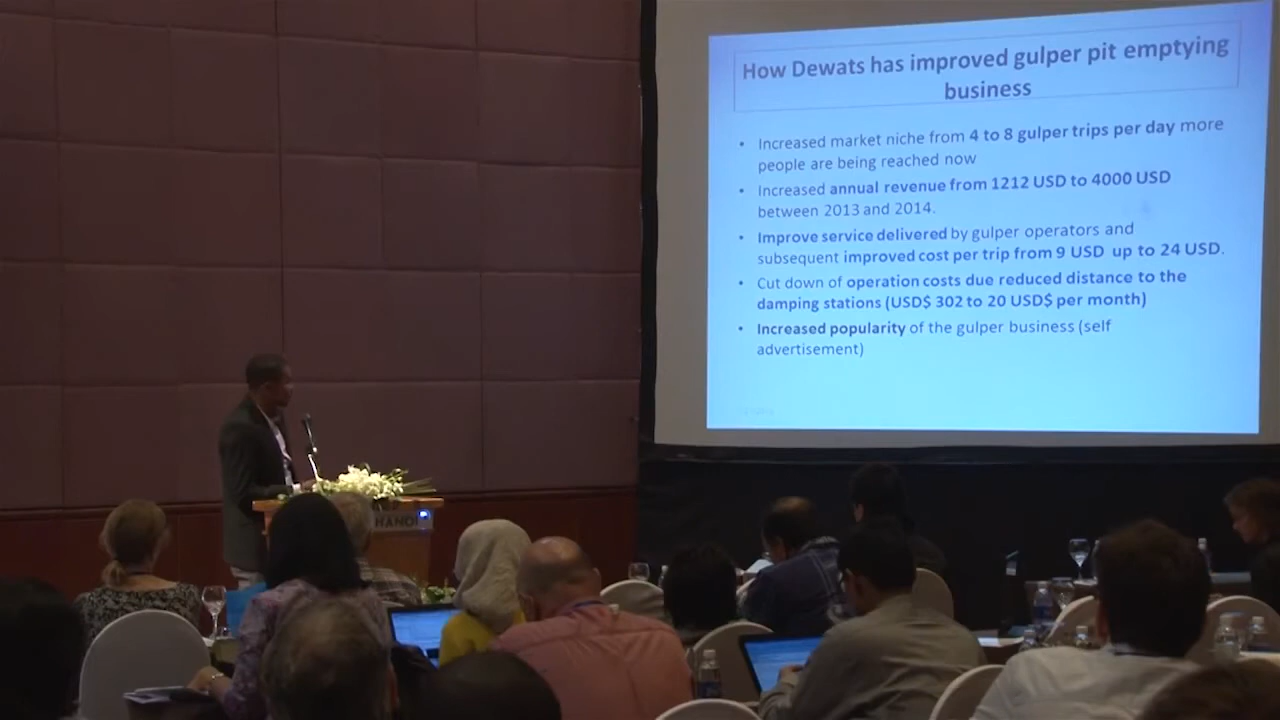 How Dewats has improved gulper pit emptying
business
• Increased market niche from 4 to 8 gulper trips per day more
people are being reached now
• Increased annual revenue from 1212 USD to 4000 USD
between 2013 and 2014.
• Improve service delivered by gulper operators and
subsequent improved cost per trip from 9 USD up to 24 USD.
• Cut down of operation costs due reduced distance to the
damping stations (USD$ 302 to 20 USD$ per month)
• Increased popularity of the gulper business (self
advertisement)
HANOI